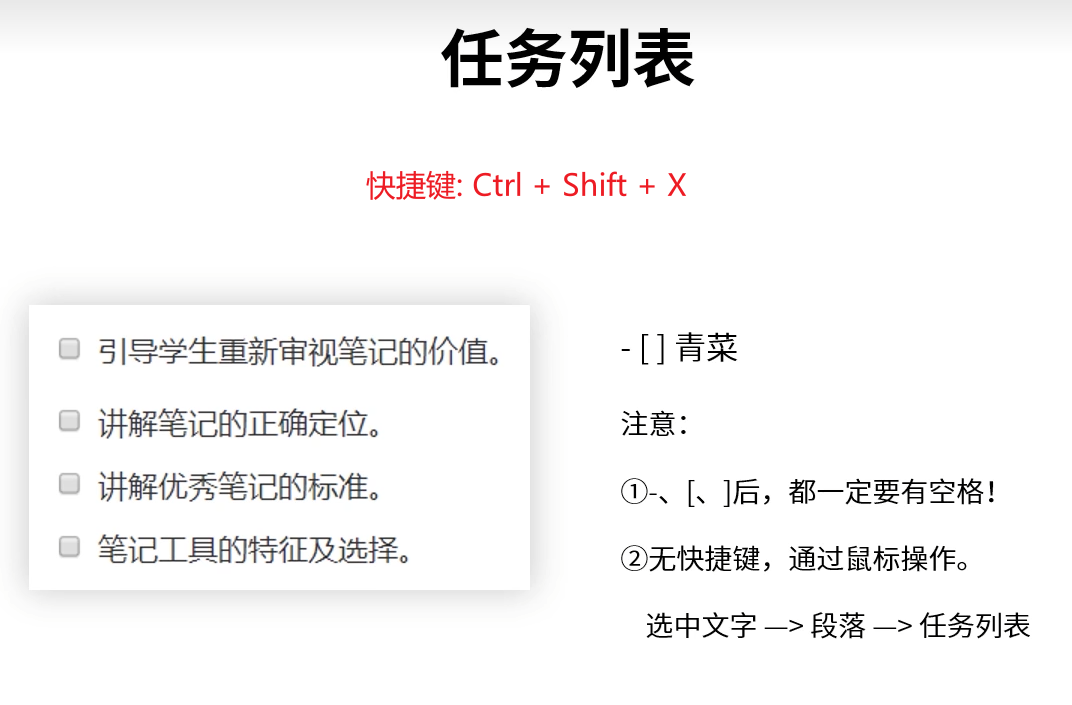 任务列表
快捷键: Ctrl + Shift + X
引导学生重新审视笔记的价值。
讲解笔记的正确定位。
讲解优秀笔记的标准。
笔记工具的特征及选择。
- [ ] 青菜
注意：
①-、[、]后，都一定要有空格！
②无快捷键，通过鼠标操作。
选中文字 —> 段落 —> 任务列表